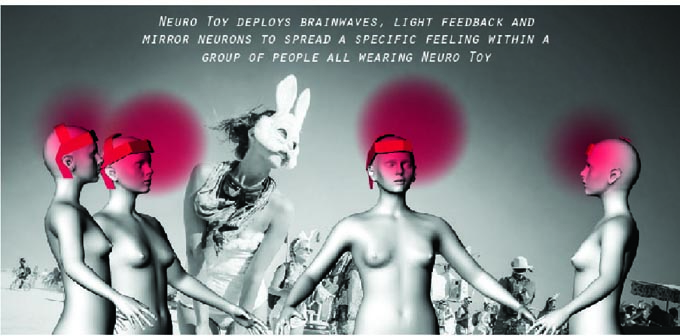 Neuro Toy deploys brainwaves, light feedback and
mirror neurons to spread a specific feeling within a
group of people all wearing Neuro Toy